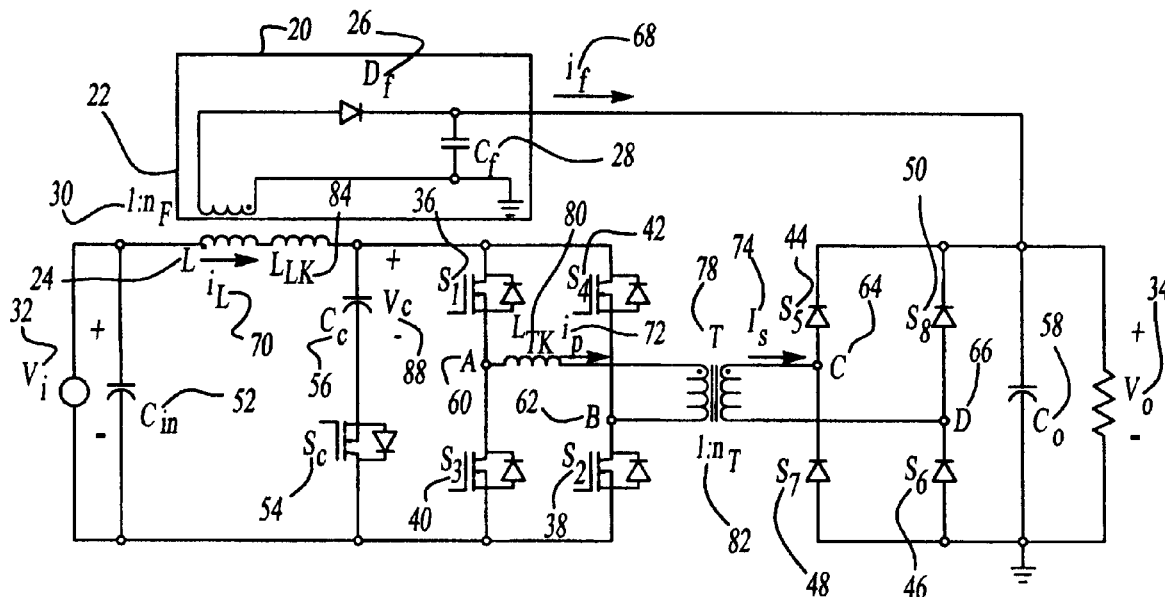 20
26
68
22
D_f
i_f
C_f
28
30
1:n_F
84
36
80
42
50
24
L
L_LK
i_L
70
32
V_i
+
-
C_in
52
C_c
56
+
V_c
-
88
S_1
S_4
L_TK
i_p
72
A
60
62
B
S_c
54
S_3
40
S_2
38
78
T
74
I_s
44
64
S_5
S_8
C
66
D
58
C_o
34
+
V_o
-
1:n_T
82
S_7
48
S_6
46